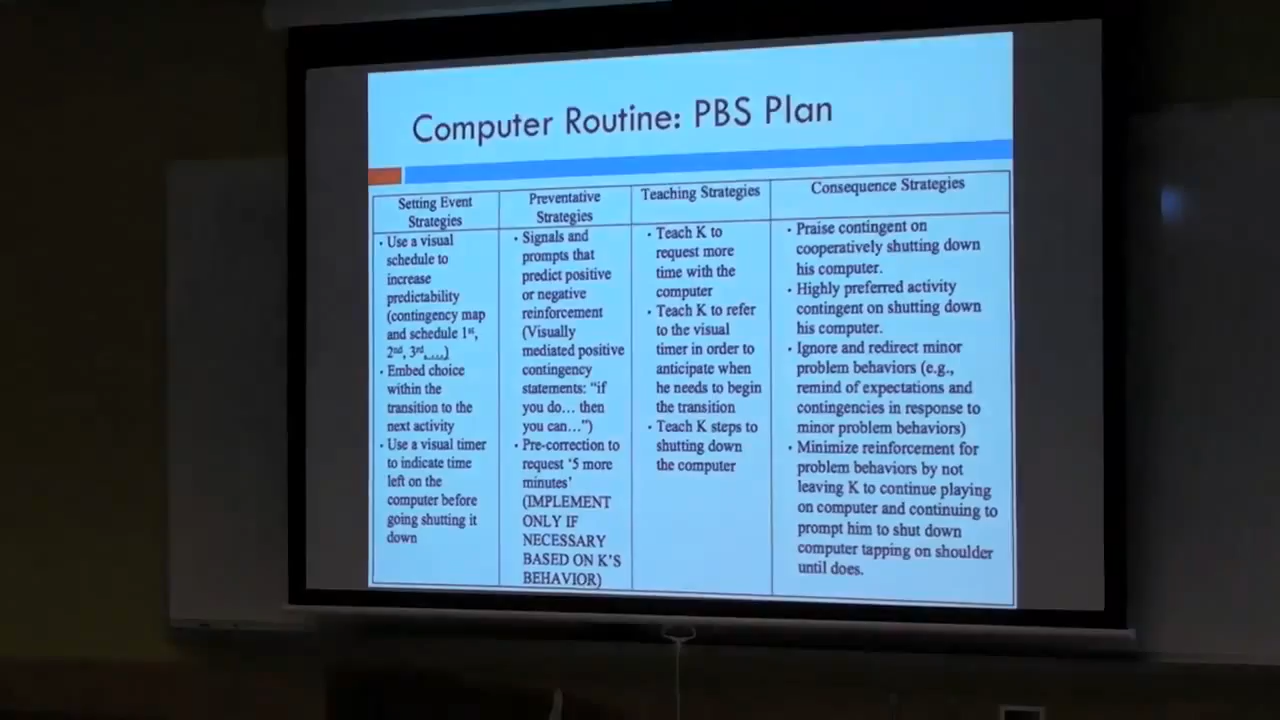 Computer Routine: PBS Plan
Setting Event
Strategies
• Use a visual
schedule to
increase
predictability
(contingency map
and schedule 1st,
2nd, 3rd,....)
• Embed choice
within the
transition to the
next activity
• Use a visual timer
to indicate time
left on the
computer before
going shutting it
down
Preventative
Strategies
• Signals and
prompts that
predict positive
or negative
reinforcement
(Visually
mediated positive
contingency
statements: “if
you do… then
you can…”)
• Pre-correction to
request ‘5 more
minutes’
(IMPLEMENT
ONLY IF
NECESSARY
BASED ON K’S
BEHAVIOR)
Teaching Strategies
• Teach K to
request more
time with the
computer
• Teach K to refer
to the visual
timer in order to
anticipate when
he needs to begin
the transition
• Teach K steps to
shutting down
the computer
Consequence Strategies
• Praise contingent on
cooperatively shutting down
his computer.
• Highly preferred activity
contingent on shutting down
his computer.
• Ignore and redirect minor
problem behaviors (e.g.,
remind of expectations and
contingencies in response to
minor problem behaviors)
• Minimize reinforcement for
problem behaviors by not
leaving K to continue playing
on computer and continuing to
prompt him to shut down
computer tapping on shoulder
until does.